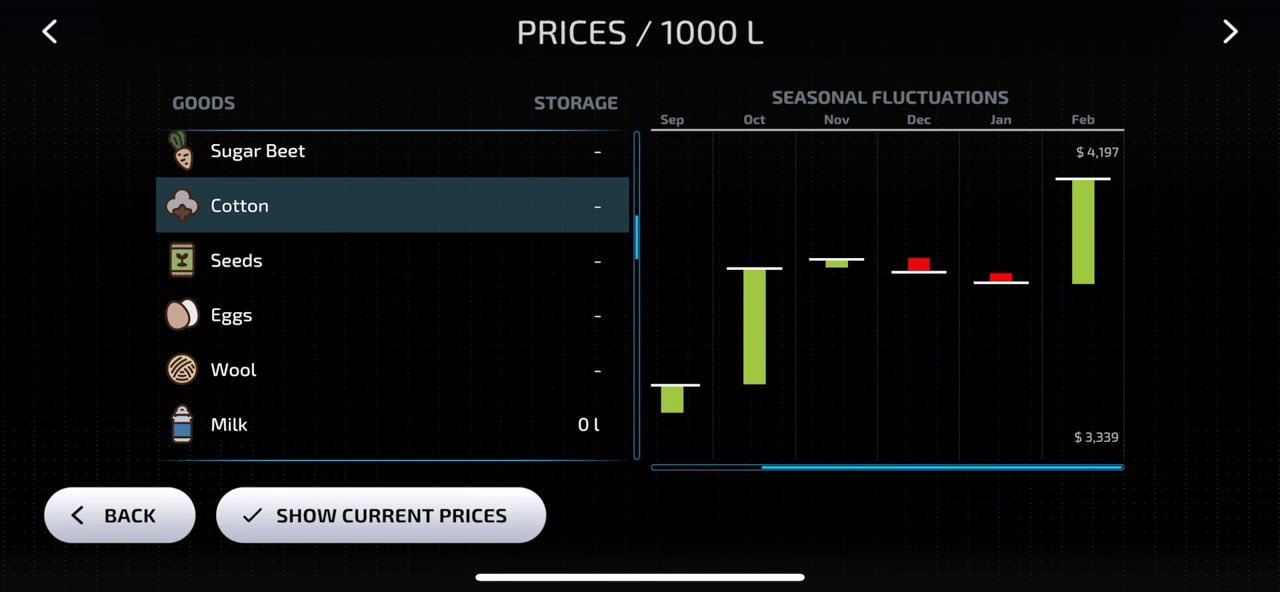 PRICES / 1000 L
GOODS STORAGE
Sugar Beet -
Cotton -
Seeds -
Eggs -
Wool -
Milk 0 l
SEASONAL FLUCTUATIONS
Sep Oct Nov Dec Jan Feb
$ 4,197
$ 3,339
BACK
SHOW CURRENT PRICES